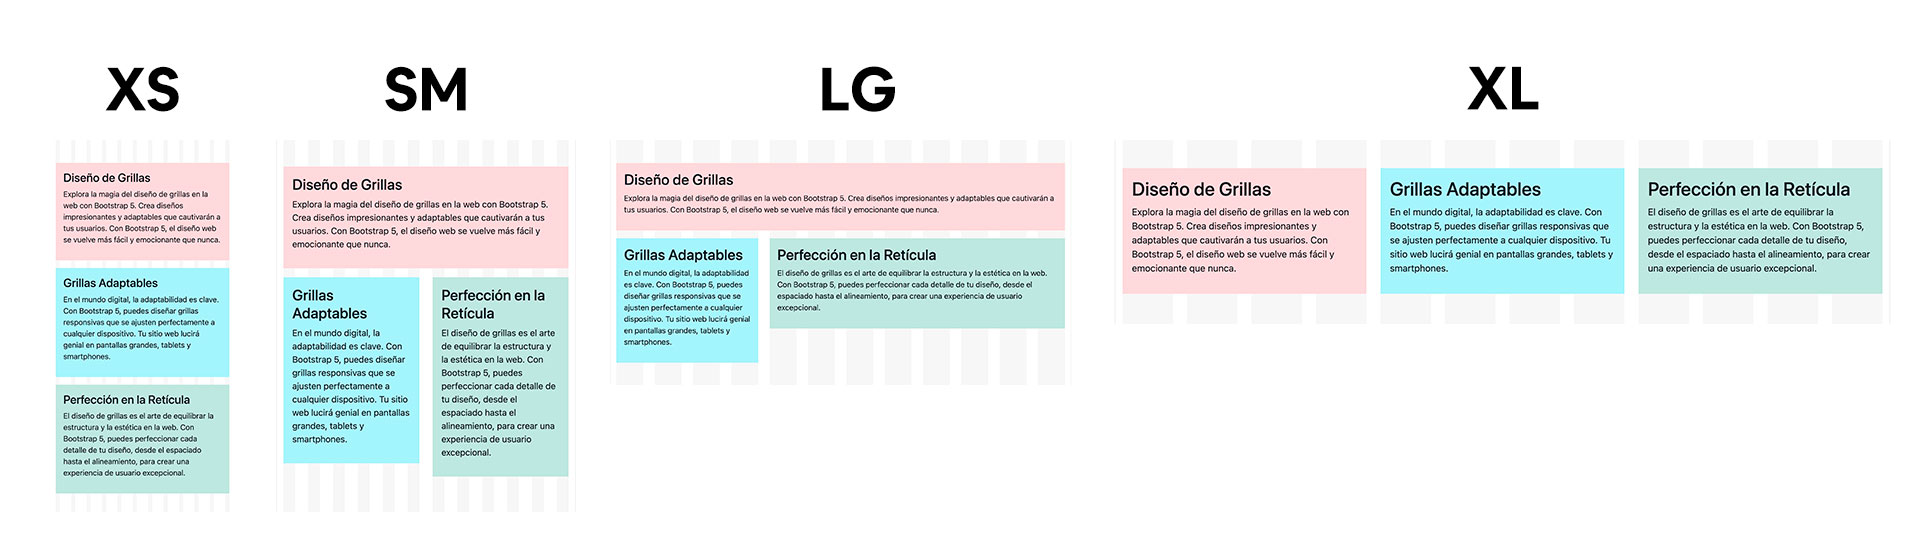 XS
Diseño de Grillas
Explora la magia del diseño de grillas en la
web con Bootstrap 5. Crea diseños
impresionantes y adaptables que cautivarán a
tus usuarios. Con Bootstrap 5, el diseño web
se vuelve más fácil y emocionante que nunca.
Grillas Adaptables
En el mundo digital, la adaptabilidad es clave.
Con Bootstrap 5, puedes diseñar grillas
responsivas que se ajusten perfectamente a
cualquier dispositivo. Tu sitio web lucirá
genial en pantallas grandes, tablets y
smartphones.
Perfección en la Retícula
El diseño de grillas es el arte de equilibrar la
estructura y la estética en la web. Con
Bootstrap 5, puedes perfeccionar cada
detalle de tu diseño, desde el espaciado
hasta el alineamiento, para crear una
experiencia de usuario excepcional.
SM
Diseño de Grillas
Explora la magia del diseño de grillas en la web con Bootstrap 5.
Crea diseños impresionantes y adaptables que cautivarán a tus
usuarios. Con Bootstrap 5, el diseño web se vuelve más fácil y
emocionante que nunca.
Grillas
Adaptables
En el mundo digital, la
adaptabilidad es clave. Con
Bootstrap 5, puedes diseñar
grillas responsivas que se
ajusten perfectamente a
cualquier dispositivo. Tu sitio
web lucirá genial en pantallas
grandes, tablets y
smartphones.
Perfección en la
Retícula
El diseño de grillas es el arte
de equilibrar la estructura y
la estética en la web. Con
Bootstrap 5, puedes
perfeccionar cada detalle de
tu diseño, desde el
espaciado hasta el
alineamiento, para crear una
experiencia de usuario
excepcional.
LG
Diseño de Grillas
Explora la magia del diseño de grillas en la web con Bootstrap 5. Crea diseños impresionantes y adaptables que cautivarán a
tus usuarios. Con Bootstrap 5, el diseño web se vuelve más fácil y emocionante que nunca.
Grillas Adaptables
En el mundo digital, la adaptabilidad
es clave. Con Bootstrap 5, puedes
diseñar grillas responsivas que se
ajusten perfectamente a cualquier
dispositivo. Tu sitio web lucirá genial
en pantallas grandes, tablets y
smartphones.
Perfección en la Retícula
El diseño de grillas es el arte de equilibrar la estructura y la estética en la web.
Con Bootstrap 5, puedes perfeccionar cada detalle de tu diseño, desde el
espaciado hasta el alineamiento, para crear una experiencia de usuario
excepcional.
XL
Diseño de Grillas
Explora la magia del diseño de grillas en la web con
Bootstrap 5. Crea diseños impresionantes y
adaptables que cautivarán a tus usuarios. Con
Bootstrap 5, el diseño web se vuelve más fácil y
emocionante que nunca.
Grillas Adaptables
En el mundo digital, la adaptabilidad es clave. Con
Bootstrap 5, puedes diseñar grillas responsivas que
se ajusten perfectamente a cualquier dispositivo. Tu
sitio web lucirá genial en pantallas grandes, tablets y
smartphones.
Perfección en la Retícula
El diseño de grillas es el arte de equilibrar la
estructura y la estética en la web. Con Bootstrap 5,
puedes perfeccionar cada detalle de tu diseño,
desde el espaciado hasta el alineamiento, para crear
una experiencia de usuario excepcional.